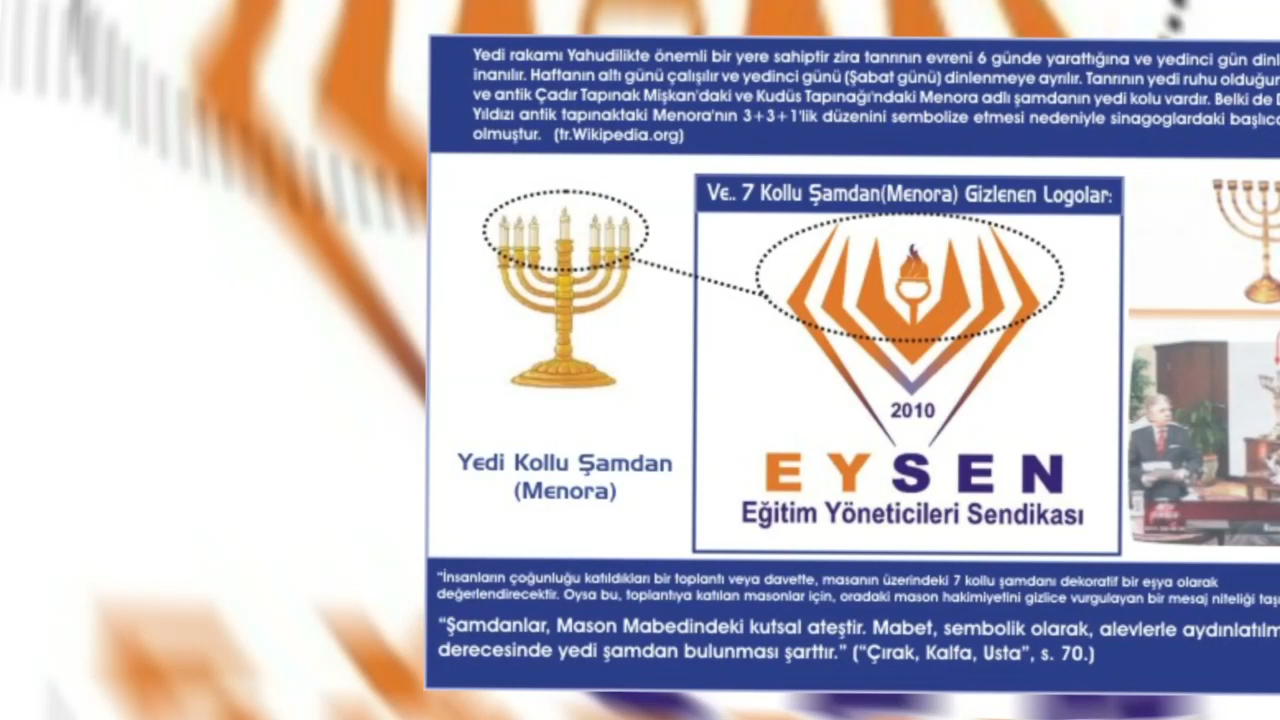 Yedi rakamı Yahudilikte önemli bir yere sahiptir zira tanrının evreni 6 günde yarattığına ve yedinci gün
inanılır. Haftanın altı günü çalışılır ve yedinci günü (Şabat günü) dinlenmeye ayrılır. Tanrının yedi ruhu
ve antik Çadır Tapınak Mişkan'daki ve Kudüs Tapınağı'ndaki Menora adlı şamdanın yedi kolu vardır. Belki de
Yıldızı antik tapınaktaki Menora'nın 3+3+1'lik düzenini sembolize etmesi nedeniyle sinagoglardaki
olmuştur. (tr.Wikipedia.org)
Ve.. 7 Kollu Şamdan(Menora) Gizlenen Logolar:
2010
EYSEN
Eğitim Yöneticileri Sendikası
Yedi Kollu Şamdan
(Menora)
"İnsanların çoğunluğu katıldıkları bir toplantı veya davette, masanın üzerindeki 7 kollu şamdanı dekoratif bir eşya olarak
değerlendirecektir. Oysa bu, toplantıya katılan masonlar için, oradaki mason hakimiyetini gizlice vurgulayan bir mesaj niteliği
"Şamdanlar, Mason Mabedindeki kutsal ateştir. Mabet, sembolik olarak, alevlerle
derecesinde yedi şamdan bulunması şarttır." ("Çırak, Kalfa, Usta", s. 70.)